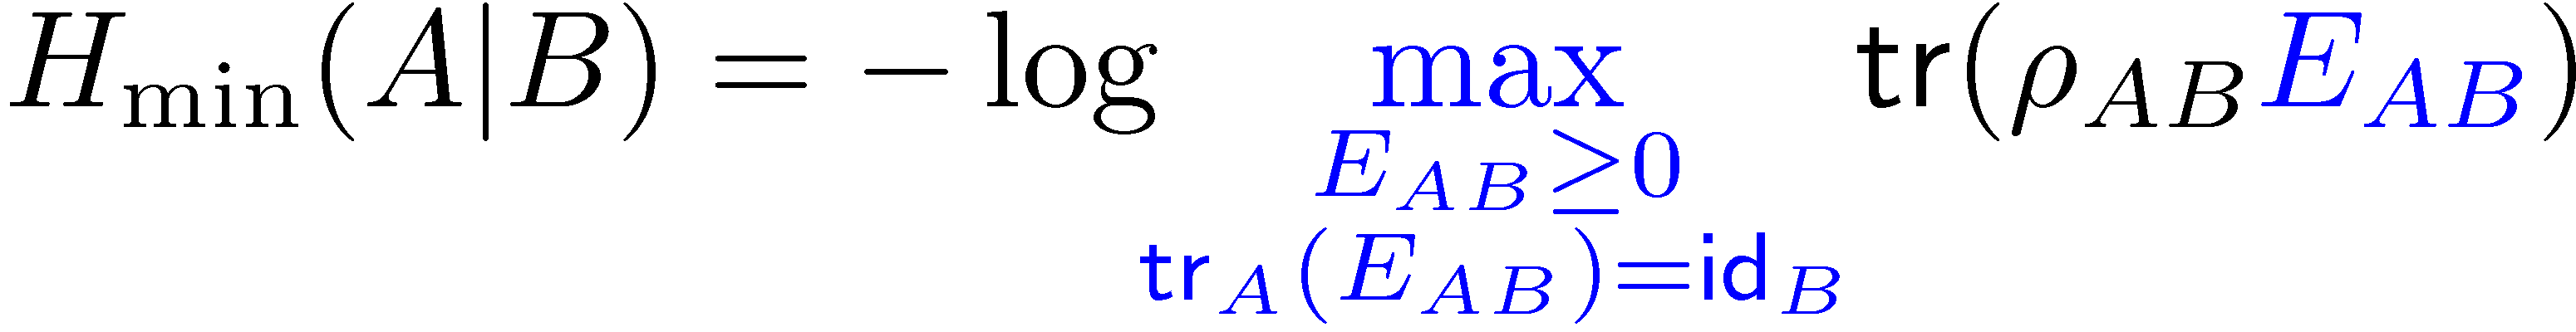 H_min(A|B) = − log max tr(ρ_AB E_AB)
E_AB ≥ 0
tr_A(E_AB) = id_B